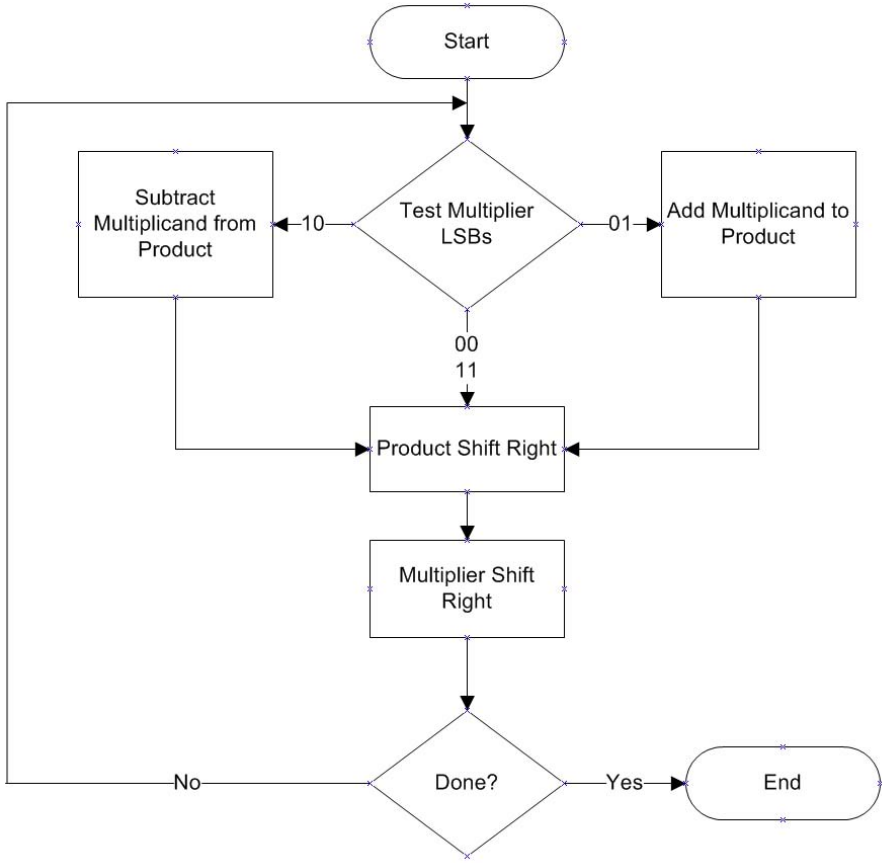 Start
Subtract
Multiplicand from
Product
10
Test Multiplier
LSBs
01
Add Multiplicand to
Product
00
11
Product Shift Right
Multiplier Shift
Right
No
Done?
Yes
End